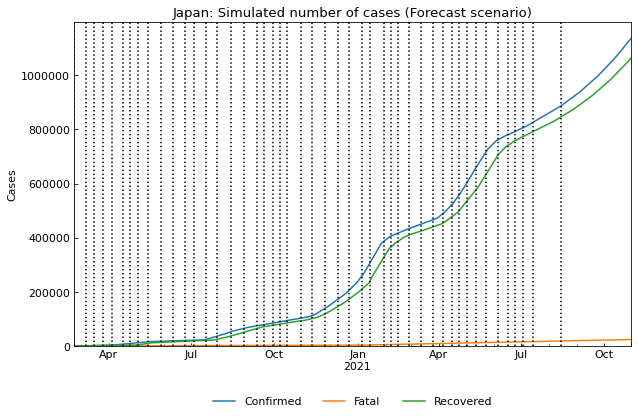 Japan: Simulated number of cases (Forecast scenario)
1000000
800000
600000
400000
200000
0
Cases
Apr Jul Oct Jan Apr Jul Oct
2021
Confirmed Fatal Recovered